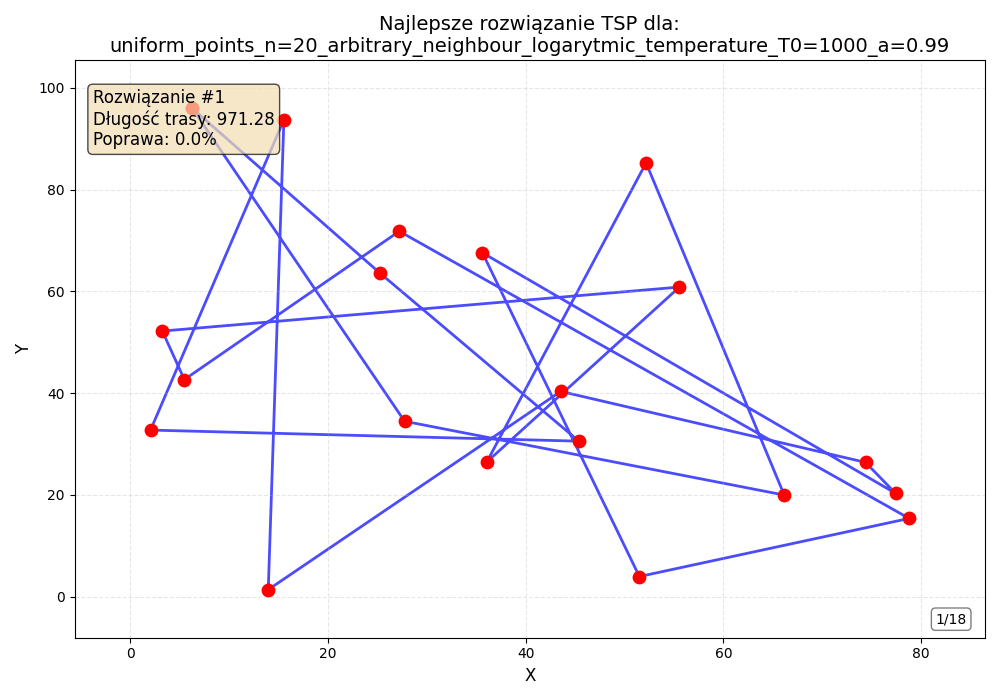 Najlepsze rozwiązanie TSP dla:
uniform_points_n=20_arbitrary_neighbour_logarytmic_temperature_T0=1000_a=0.99
Rozwiązanie #1
Długość trasy: 971.28
Poprawa: 0.0%
100
80
60
40
20
0
Y
1/18
0 20 40 60 80
X